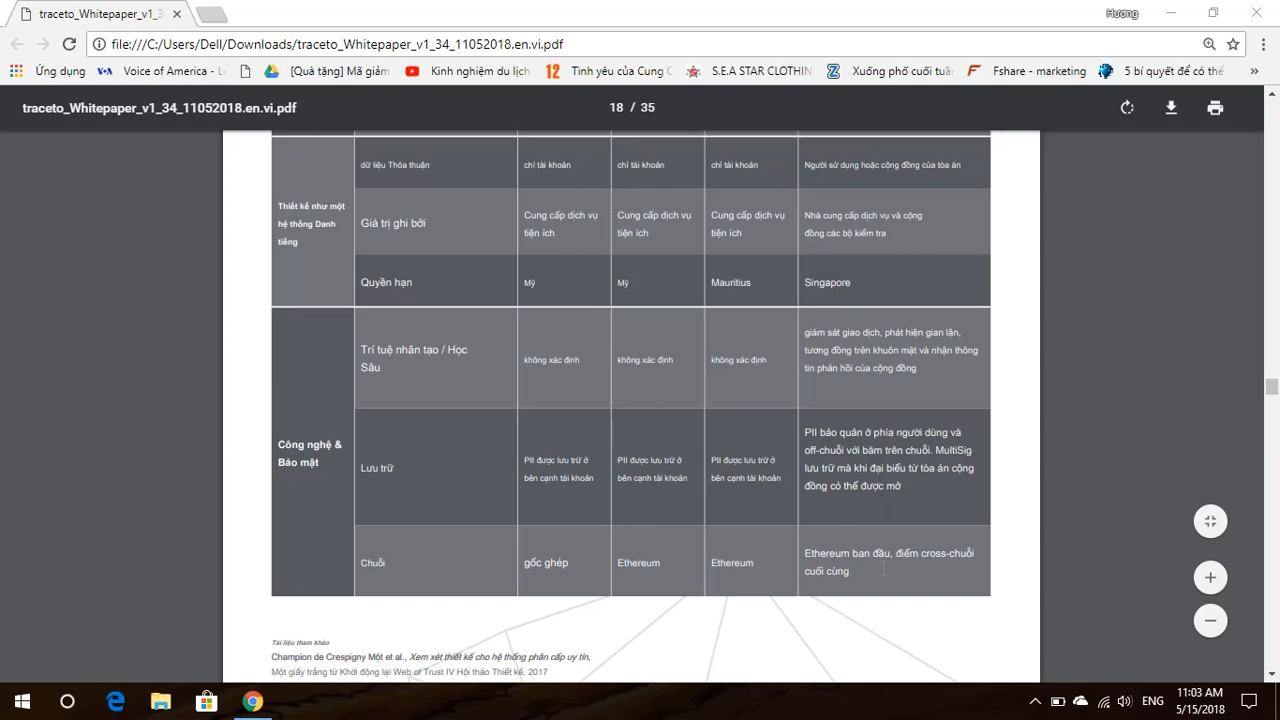 traceto_Whitepaper_v1_34_11052018.en.vi.pdf
Hương
file:///C:/Users/Dell/Downloads/traceto_Whitepaper_v1_34_11052018.en.vi.pdf
Ứng dụng
Voice of America - L
[Quà tặng] Mã giảm
Kinh nghiệm du lịch
Tình yêu của Cung C
S.E.A STAR CLOTHIN
Xuống phố cuối tuần
Fshare - marketing
5 bí quyết để có thể
»
traceto_Whitepaper_v1_34_11052018.en.vi.pdf
18 / 35
Thiết kế như một
hệ thống Danh
tiếng
dữ liệu Thỏa thuận
chỉ tài khoản
chỉ tài khoản
chỉ tài khoản
Người sử dụng hoặc cộng đồng của tòa án
Giá trị ghi bởi
Cung cấp dịch vụ
tiện ích
Cung cấp dịch vụ
tiện ích
Cung cấp dịch vụ
tiện ích
Nhà cung cấp dịch vụ và cộng
đồng các bộ kiểm tra
Quyền hạn
Mỹ
Mỹ
Mauritius
Singapore
Công nghệ &
Bảo mật
Trí tuệ nhân tạo / Học
Sâu
không xác định
không xác định
không xác định
giám sát giao dịch, phát hiện gian lận,
tương đồng trên khuôn mặt và nhận thông
tin phản hồi của cộng đồng
Lưu trữ
PII được lưu trữ ở
bên cạnh tài khoản
PII được lưu trữ ở
bên cạnh tài khoản
PII được lưu trữ ở
bên cạnh tài khoản
PII bảo quản ở phía người dùng và
off-chuỗi với băm trên chuỗi. MultiSig
lưu trữ mà khi đại biểu từ tòa án cộng
đồng có thể được mở
Chuỗi
gốc ghép
Ethereum
Ethereum
Ethereum ban đầu, điểm cross-chuỗi
cuối cùng
Tài liệu tham khảo
Champion de Crespigny Một et al., Xem xét thiết kế cho hệ thống phân cấp uy tín,
Một giấy trắng từ Khởi động lại Web of Trust IV Hội thảo Thiết kế, 2017
ENG
11:03 AM
5/15/2018